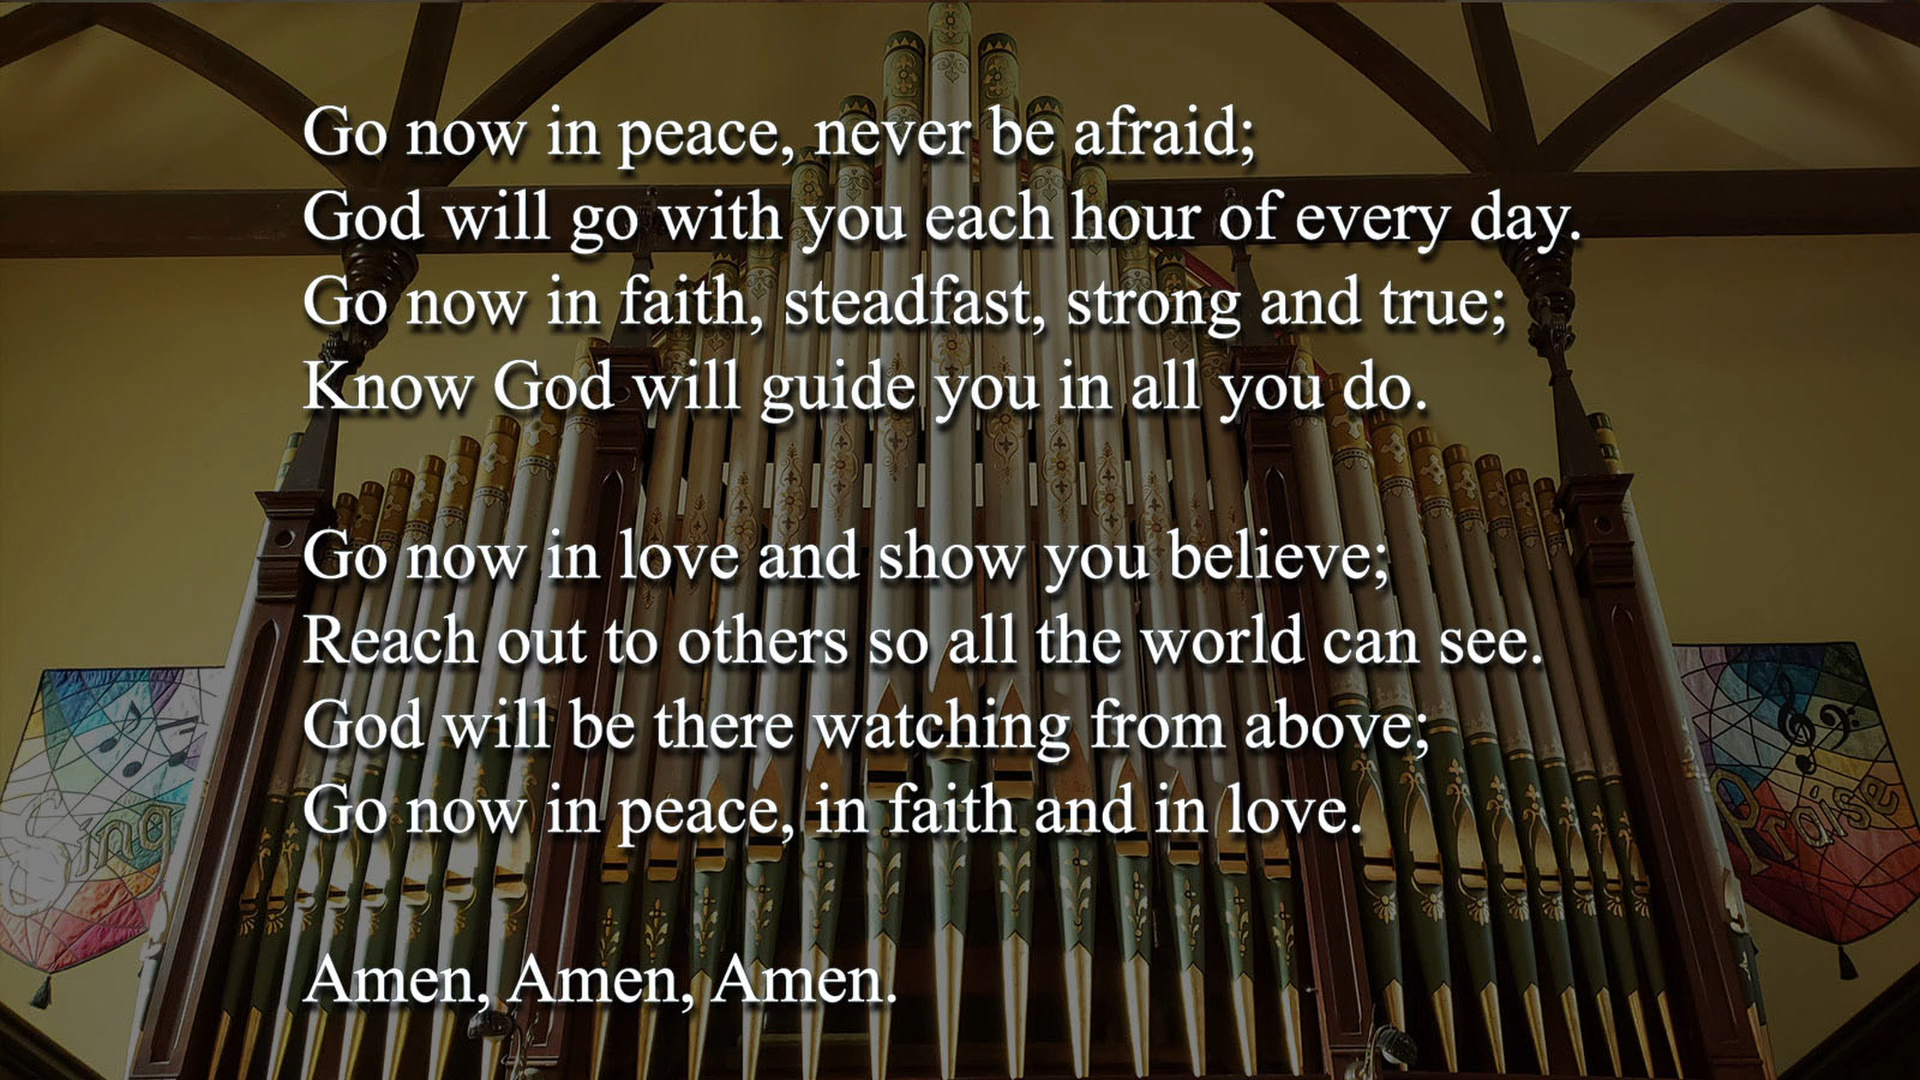 Go now in peace, never be afraid;
God will go with you each hour of every day.
Go now in faith, steadfast, strong and true;
Know God will guide you in all you do.
Go now in love and show you believe;
Reach out to others so all the world can see.
God will be there watching from above;
Go now in peace, in faith and in love.
Amen, Amen, Amen.
Sing
Praise